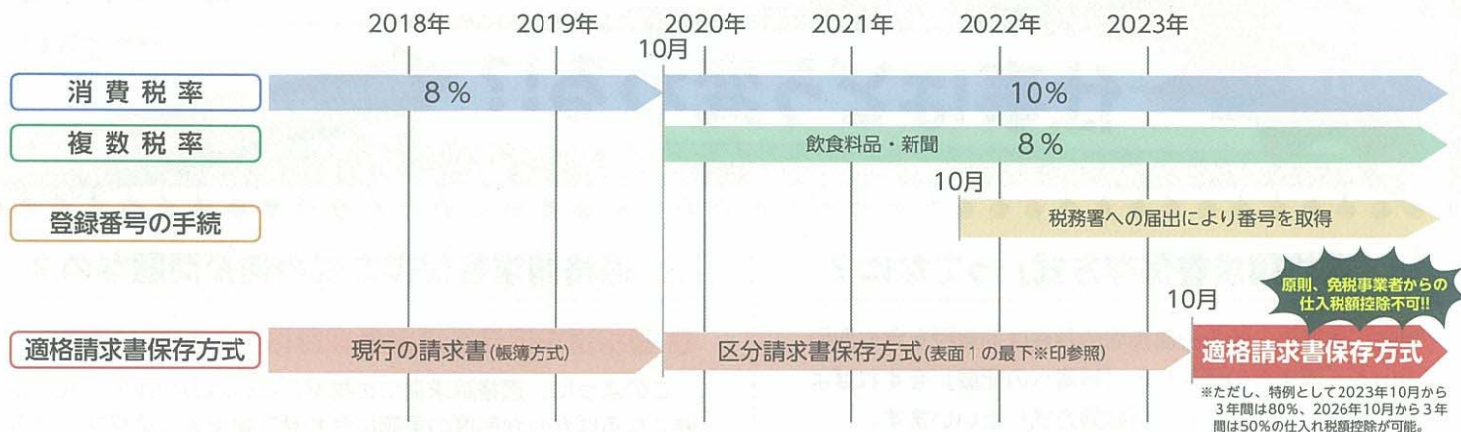 2018年 2019年 2020年 2021年 2022年 2023年
10月
消費税率 8% 10%
複数税率 飲食料品・新聞 8%
10月
登録番号の手続 税務署への届出により番号を取得
原則、免税事業者からの
仕入税額控除不可!!
10月
適格請求書保存方式 現行の請求書(帳簿方式) 区分請求書保存方式(表面1の最下※印参照) 適格請求書保存方式
※ただし、特例として2023年10月から
3年間は80%、2026年10月から3年
間は50%の仕入れ税額控除が可能。